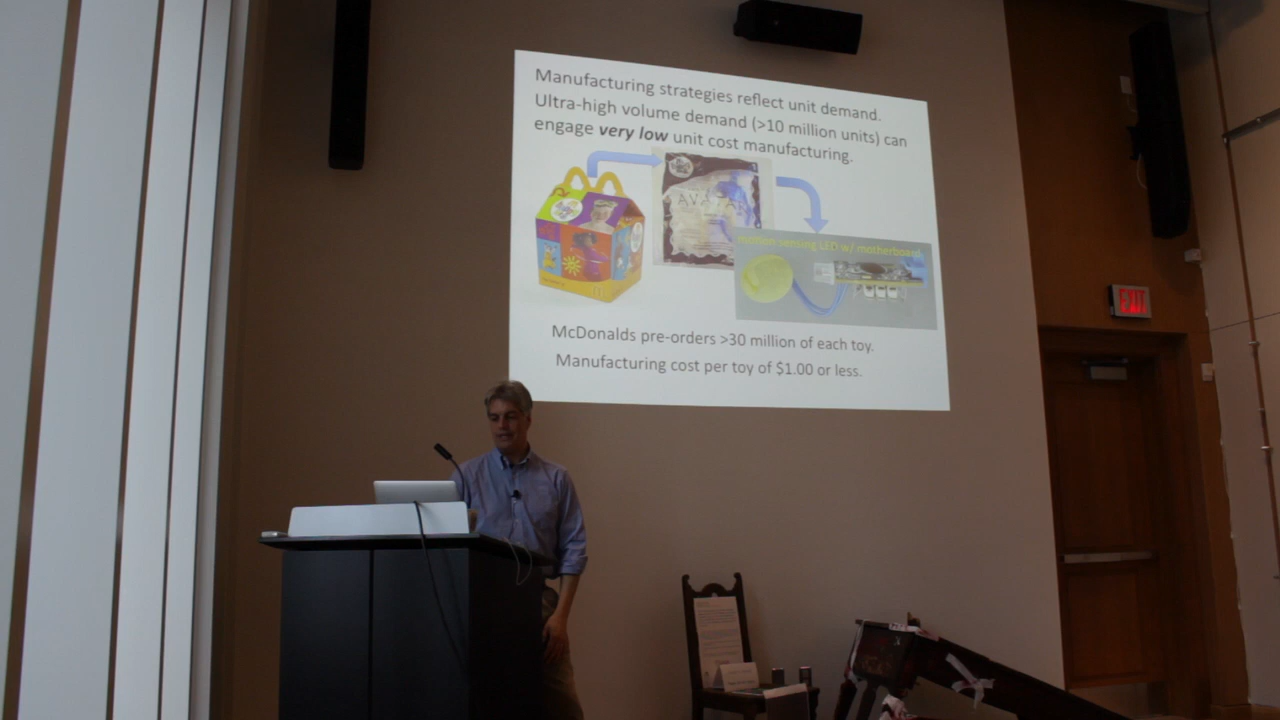 Manufacturing strategies reflect unit demand.
Ultra-high volume demand (>10 million units) can
engage very low unit cost manufacturing.
AVATAR
motion sensing LED w/ motherboard
McDonalds pre-orders >30 million of each toy.
Manufacturing cost per toy of $1.00 or less.
EXIT